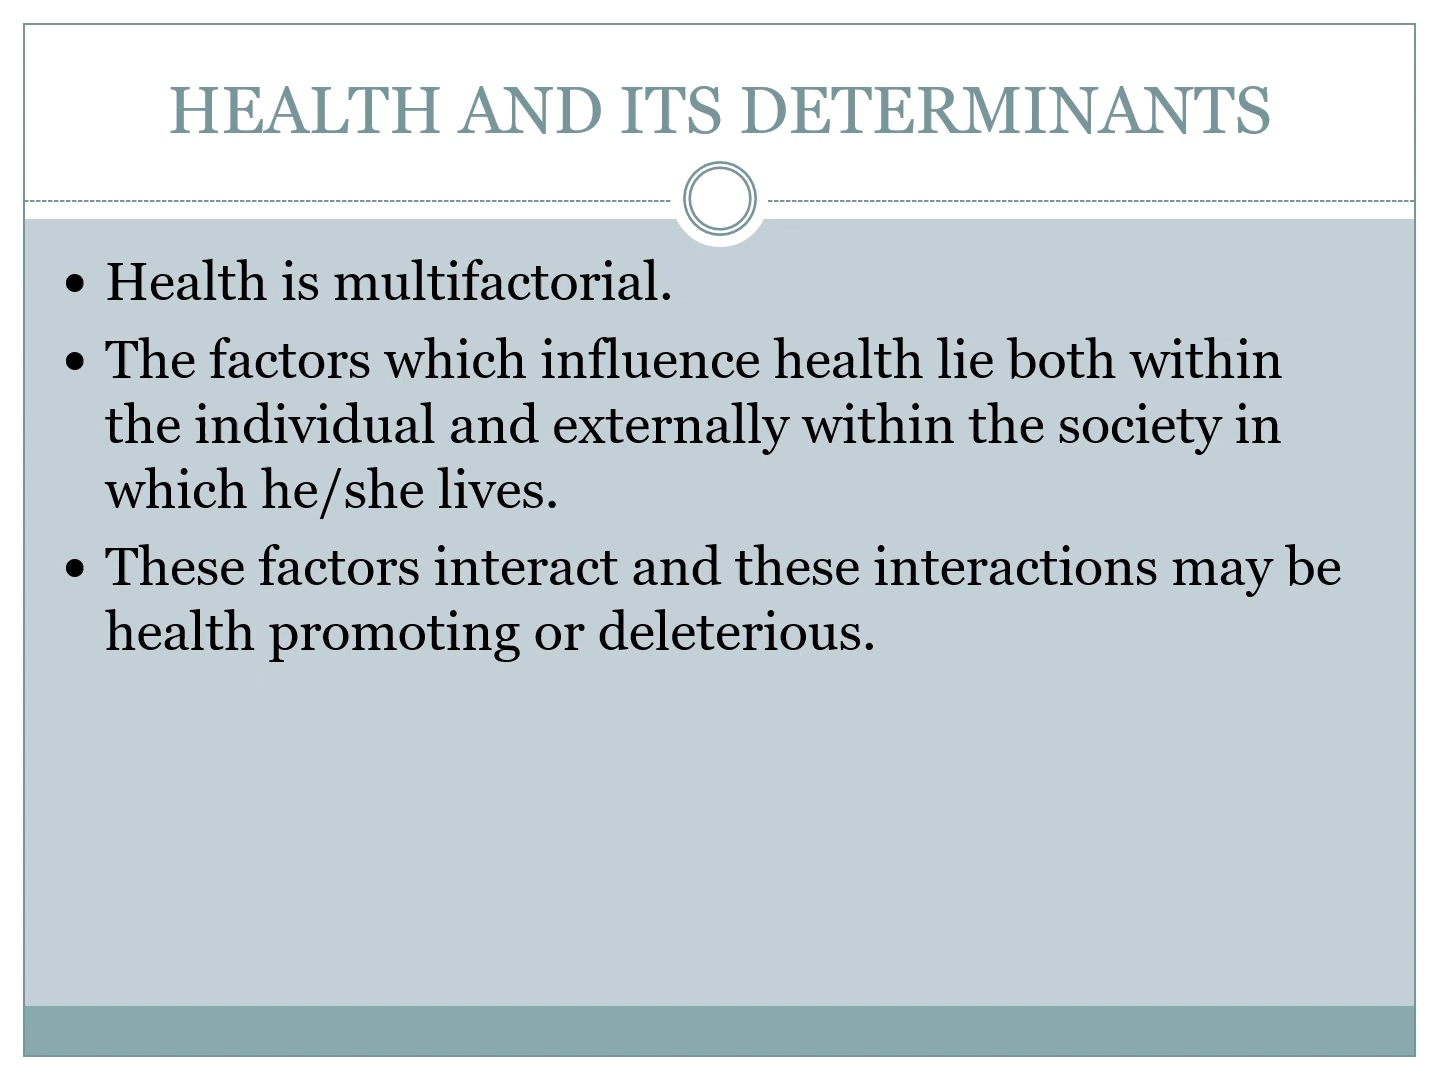 HEALTH AND ITS DETERMINANTS
• Health is multifactorial.
• The factors which influence health lie both within
the individual and externally within the society in
which he/she lives.
• These factors interact and these interactions may be
health promoting or deleterious.